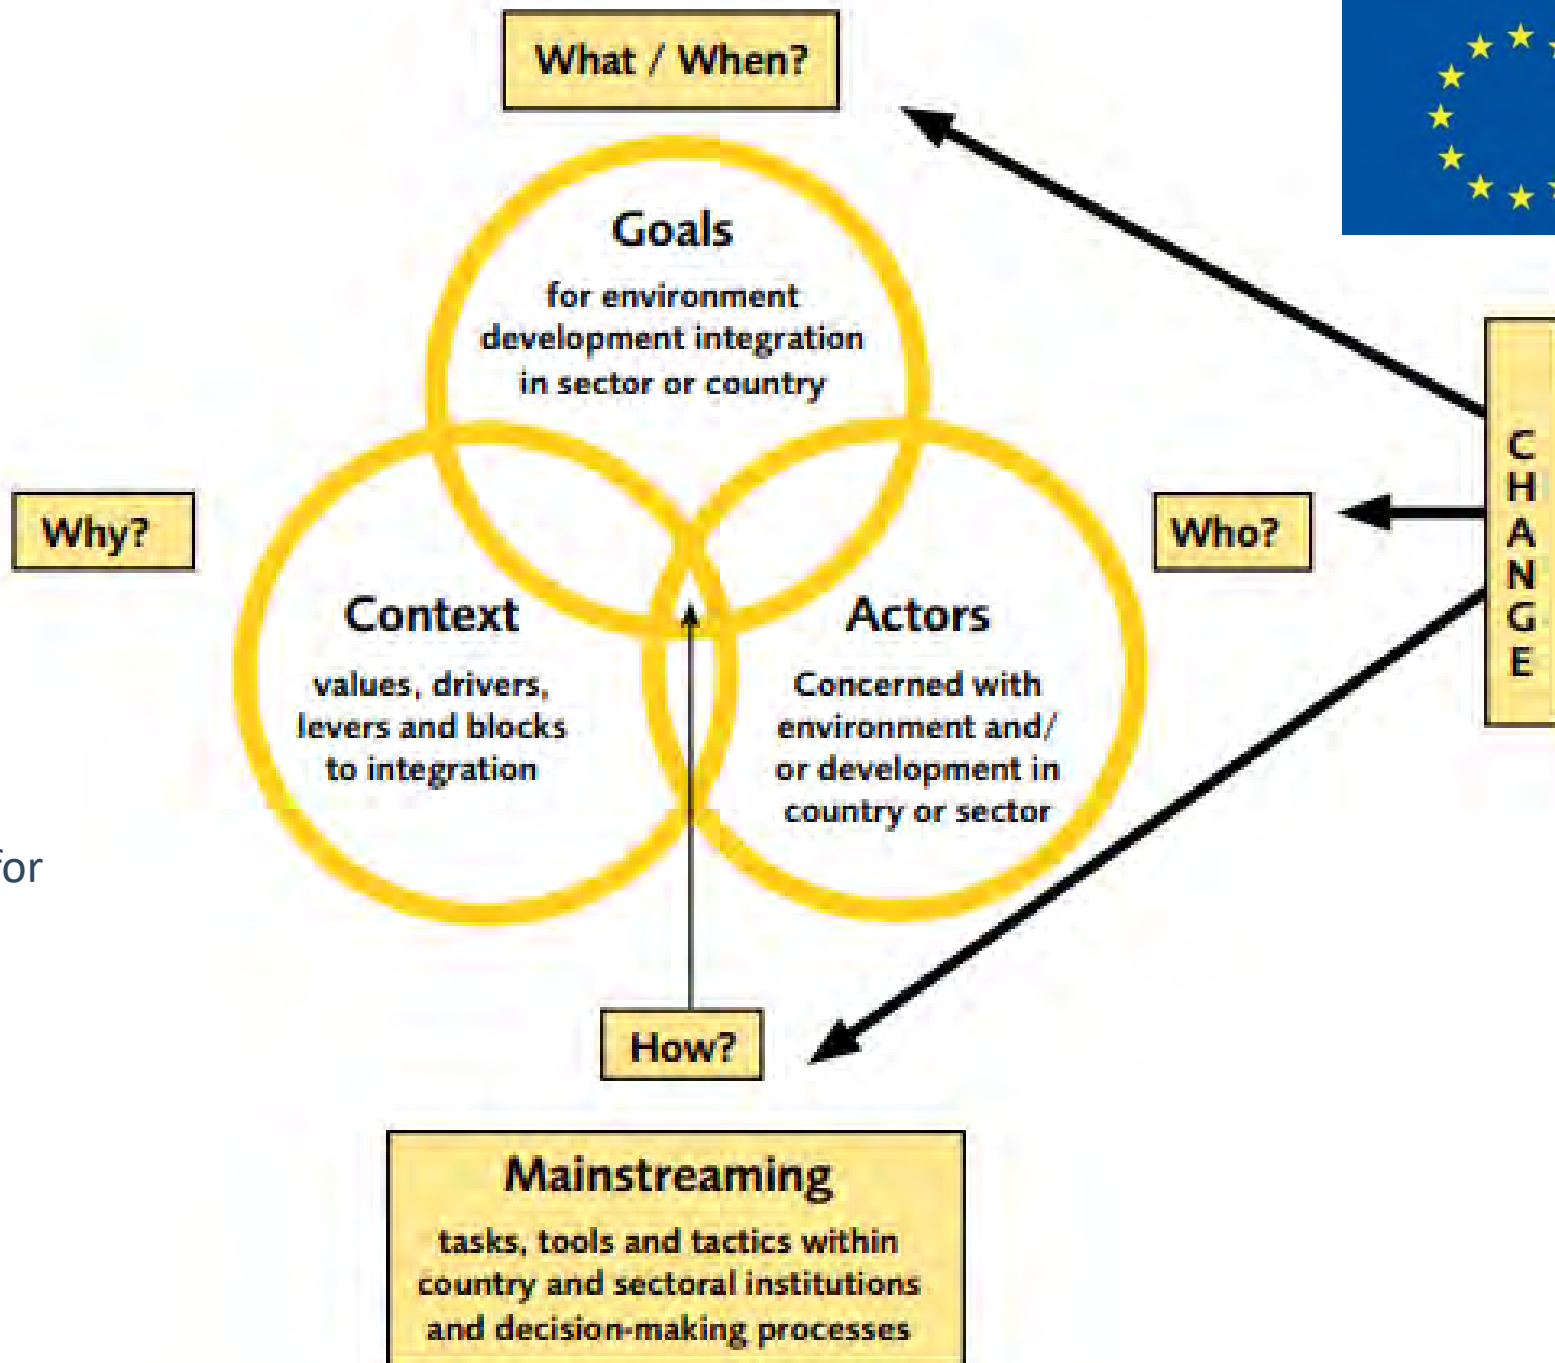 What / When?
Goals
for environment
development integration
in sector or country
Why?
Who?
CHANGE
Context
values, drivers,
levers and blocks
to integration
Actors
Concerned with
environment and/
or development in
country or sector
for
How?
Mainstreaming
tasks, tools and tactics within
country and sectoral institutions
and decision-making processes